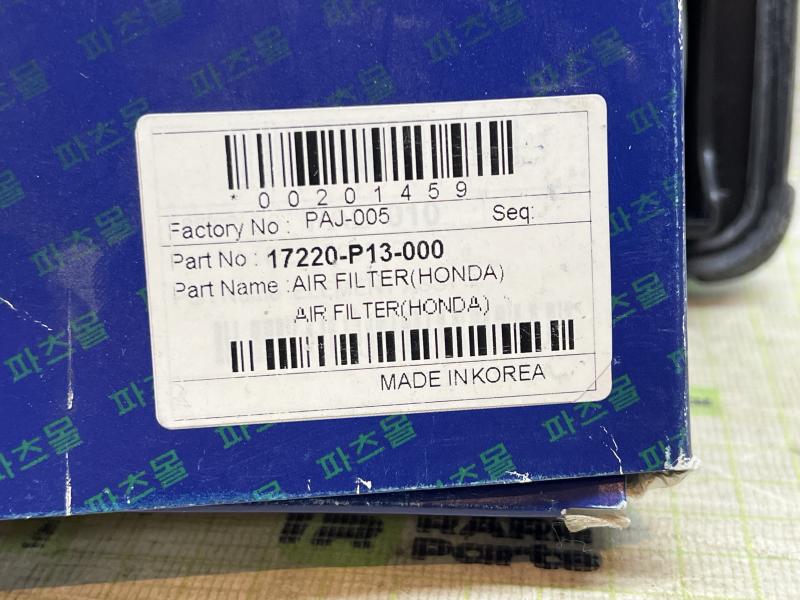 파츠몰 파츠몰 파츠몰 파츠몰
* 00201459
Factory No : PAJ-005 Seq:
Part No : 17220-P13-000
Part Name : AIR FILTER(HONDA)
AIR FILTER(HONDA)
MADE IN KOREA
파츠몰 파츠몰 파츠몰 파츠몰
Parts